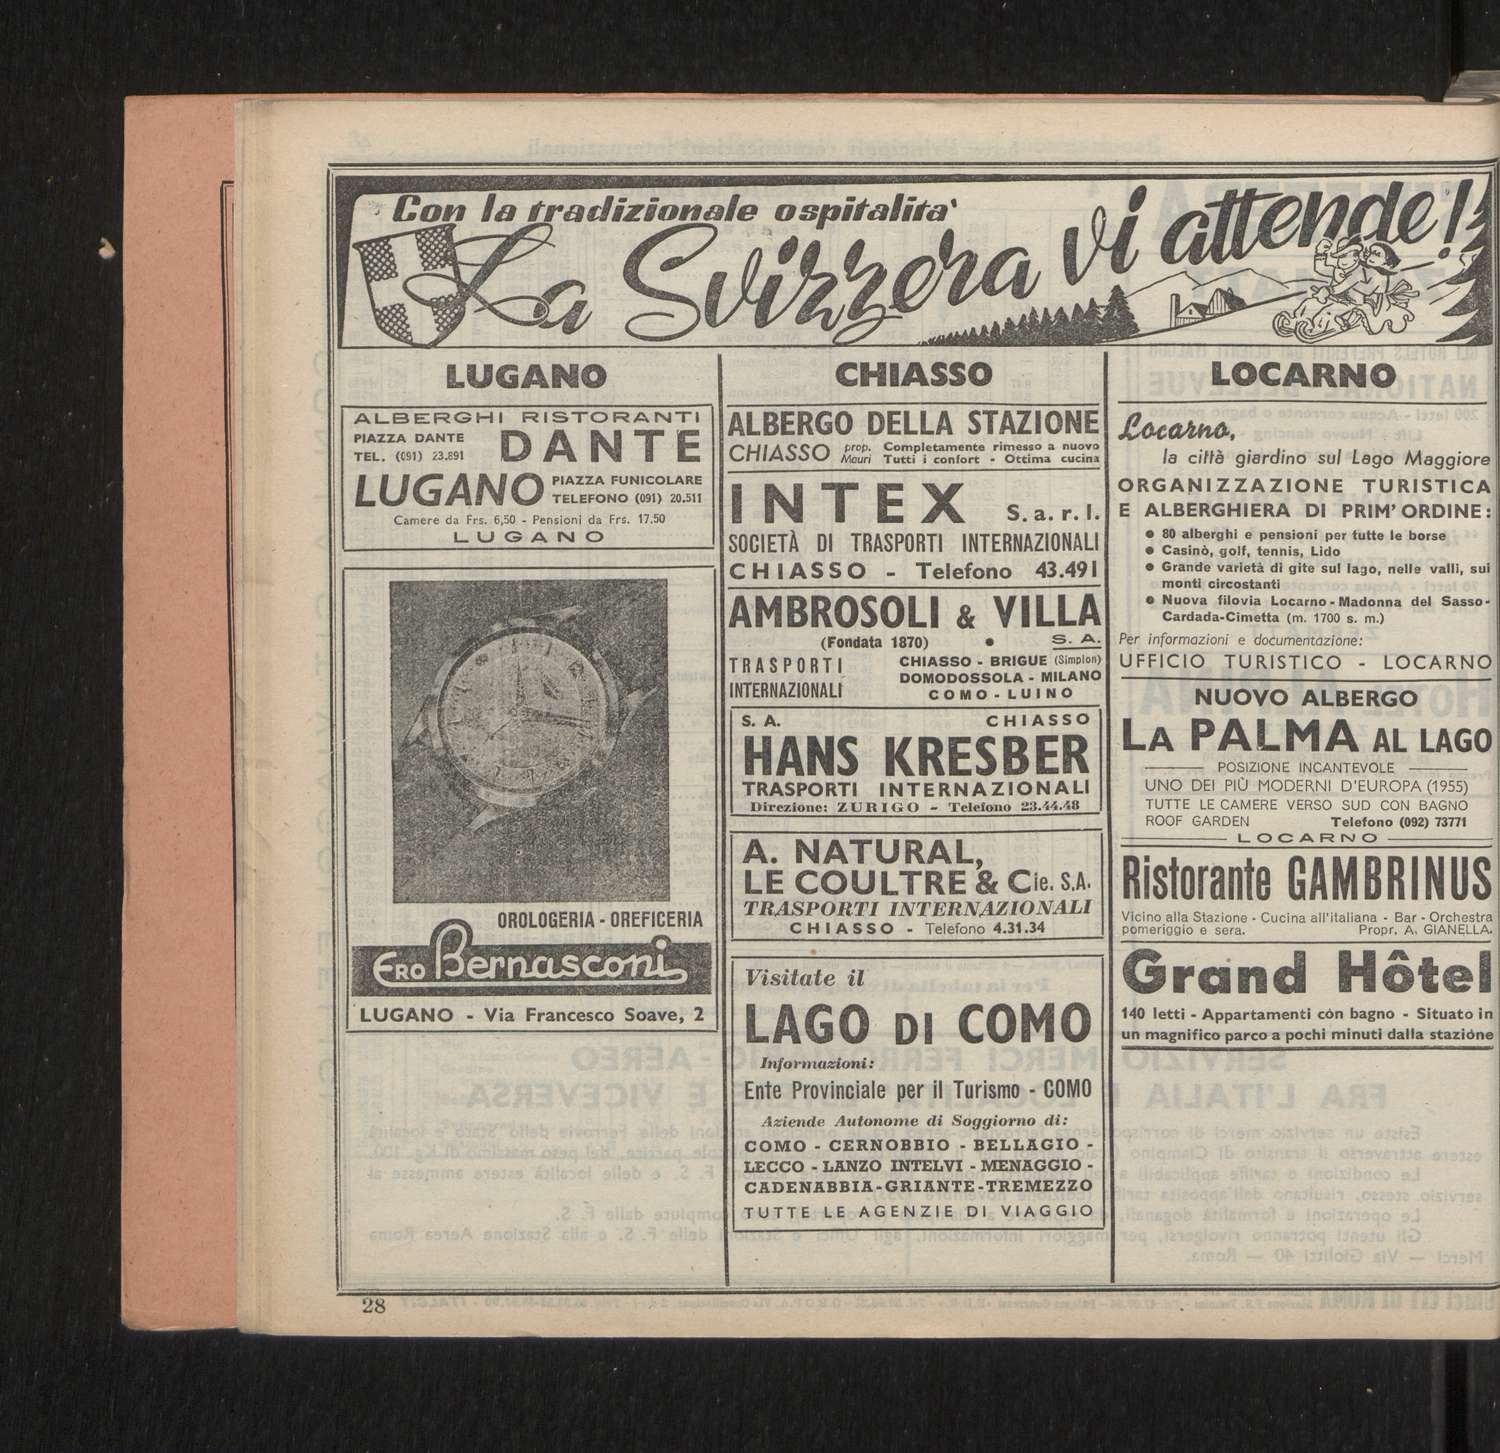 Con la tradizionale ospitalita'
La Svizzera vi attende!
LUGANO
ALBERGHI RISTORANTI
PIAZZA DANTE
TEL. (091) 23.891
DANTE
LUGANO
PIAZZA FUNICOLARE
TELEFONO (091) 20.511
Camere da Frs. 6,50 - Pensioni da Frs. 17.50
LUGANO
OROLOGERIA - OREFICERIA
ERO Bernasconi
LUGANO - Via Francesco Soave, 2
CHIASSO
ALBERGO DELLA STAZIONE
CHIASSO
prop. Mauri
Completamente rimesso a nuovo
Tutti i confort - Ottima cucina
INTEX S.a.r.l.
SOCIETÀ DI TRASPORTI INTERNAZIONALI
CHIASSO - Telefono 43.491
AMBROSOLI & VILLA
(Fondata 1870) • S. A.
TRASPORTI
INTERNAZIONALI
CHIASSO - BRIGUE (Simplon)
DOMODOSSOLA - MILANO
COMO - LUINO
S. A. CHIASSO
HANS KRESBER
TRASPORTI INTERNAZIONALI
Direzione: ZURIGO - Telefono 23.44.48
A. NATURAL,
LE COULTRE & Cie. S.A.
TRASPORTI INTERNAZIONALI
CHIASSO - Telefono 4.31.34
Visitate il
LAGO DI COMO
Informazioni:
Ente Provinciale per il Turismo - COMO
Aziende Autonome di Soggiorno di:
COMO - CERNOBBIO - BELLAGIO -
LECCO - LANZO INTELVI - MENAGGIO -
CADENABBIA - GRIANTE - TREMEZZO
TUTTE LE AGENZIE DI VIAGGIO
LOCARNO
Locarno,
la città giardino sul Lago Maggiore
ORGANIZZAZIONE TURISTICA
E ALBERGHIERA DI PRIM' ORDINE:
• 80 alberghi e pensioni per tutte le borse
• Casinò, golf, tennis, Lido
• Grande varietà di gite sul lago, nelle valli, sui
monti circostanti
• Nuova filovia Locarno - Madonna del Sasso-
Cardada-Cimetta (m. 1700 s. m.)
Per informazioni e documentazione:
UFFICIO TURISTICO - LOCARNO
NUOVO ALBERGO
LA PALMA AL LAGO
POSIZIONE INCANTEVOLE
UNO DEI PIÙ MODERNI D'EUROPA (1955)
TUTTE LE CAMERE VERSO SUD CON BAGNO
ROOF GARDEN Telefono (092) 73771
LOCARNO
Ristorante GAMBRINUS
Vicino alla Stazione - Cucina all'italiana - Bar - Orchestra
pomeriggio e sera. Propr. A. GIANELLA.
Grand Hôtel
140 letti - Appartamenti con bagno - Situato in
un magnifico parco a pochi minuti dalla stazione
28